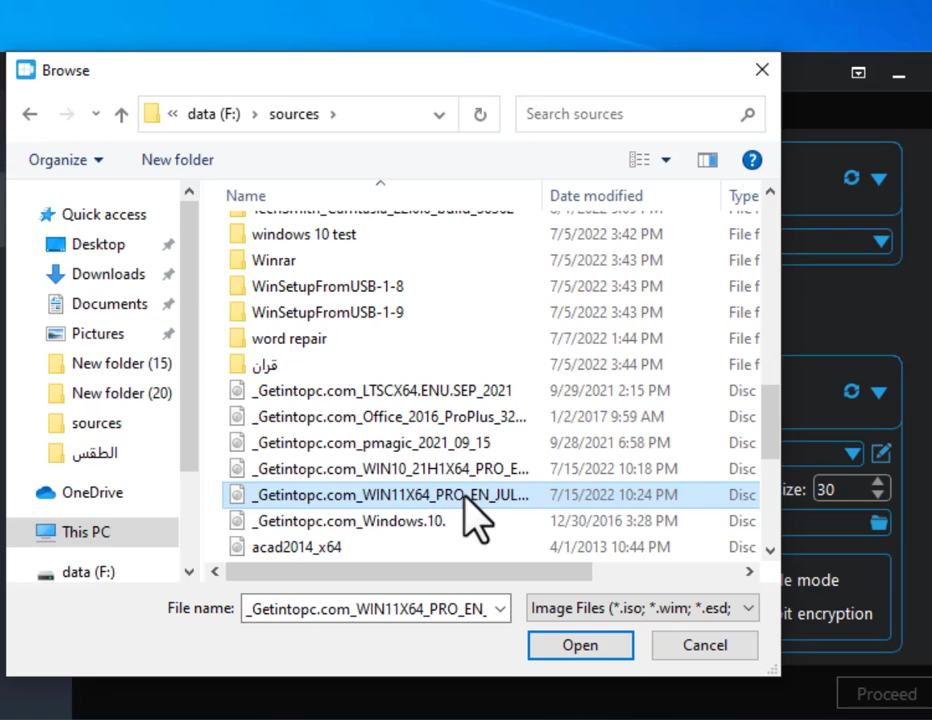 Browse
« data (F:) › sources ›
Search sources
Organize
New folder
?
Name
Date modified
Type
Quick access
Desktop
Downloads
Documents
Pictures
New folder (15)
New folder (20)
sources
الطقس
OneDrive
This PC
data (F:)
windows 10 test 7/5/2022 3:42 PM File f
Winrar 7/5/2022 3:43 PM File f
WinSetupFromUSB-1-8 7/5/2022 3:43 PM File f
WinSetupFromUSB-1-9 7/5/2022 3:43 PM File f
word repair 7/7/2022 1:44 PM File f
قران 7/5/2022 3:44 PM File f
_Getintopc.com_LTSCX64.ENU.SEP_2021 9/29/2021 2:15 PM Disc
_Getintopc.com_Office_2016_ProPlus_32... 1/2/2017 9:59 AM Disc
_Getintopc.com_pmagic_2021_09_15 9/28/2021 6:58 PM Disc
_Getintopc.com_WIN10_21H1X64_PRO_E... 7/15/2022 10:18 PM Disc
_Getintopc.com_WIN11X64_PRO_EN_JUL... 7/15/2022 10:24 PM Disc
_Getintopc.com_Windows.10. 12/30/2016 3:28 PM Disc
acad2014_x64 4/1/2013 10:44 PM Disc
File name: _Getintopc.com_WIN11X64_PRO_EN_
Image Files (*.iso; *.wim; *.esd;
Open
Cancel
ize: 30
le mode
it encryption
Proceed